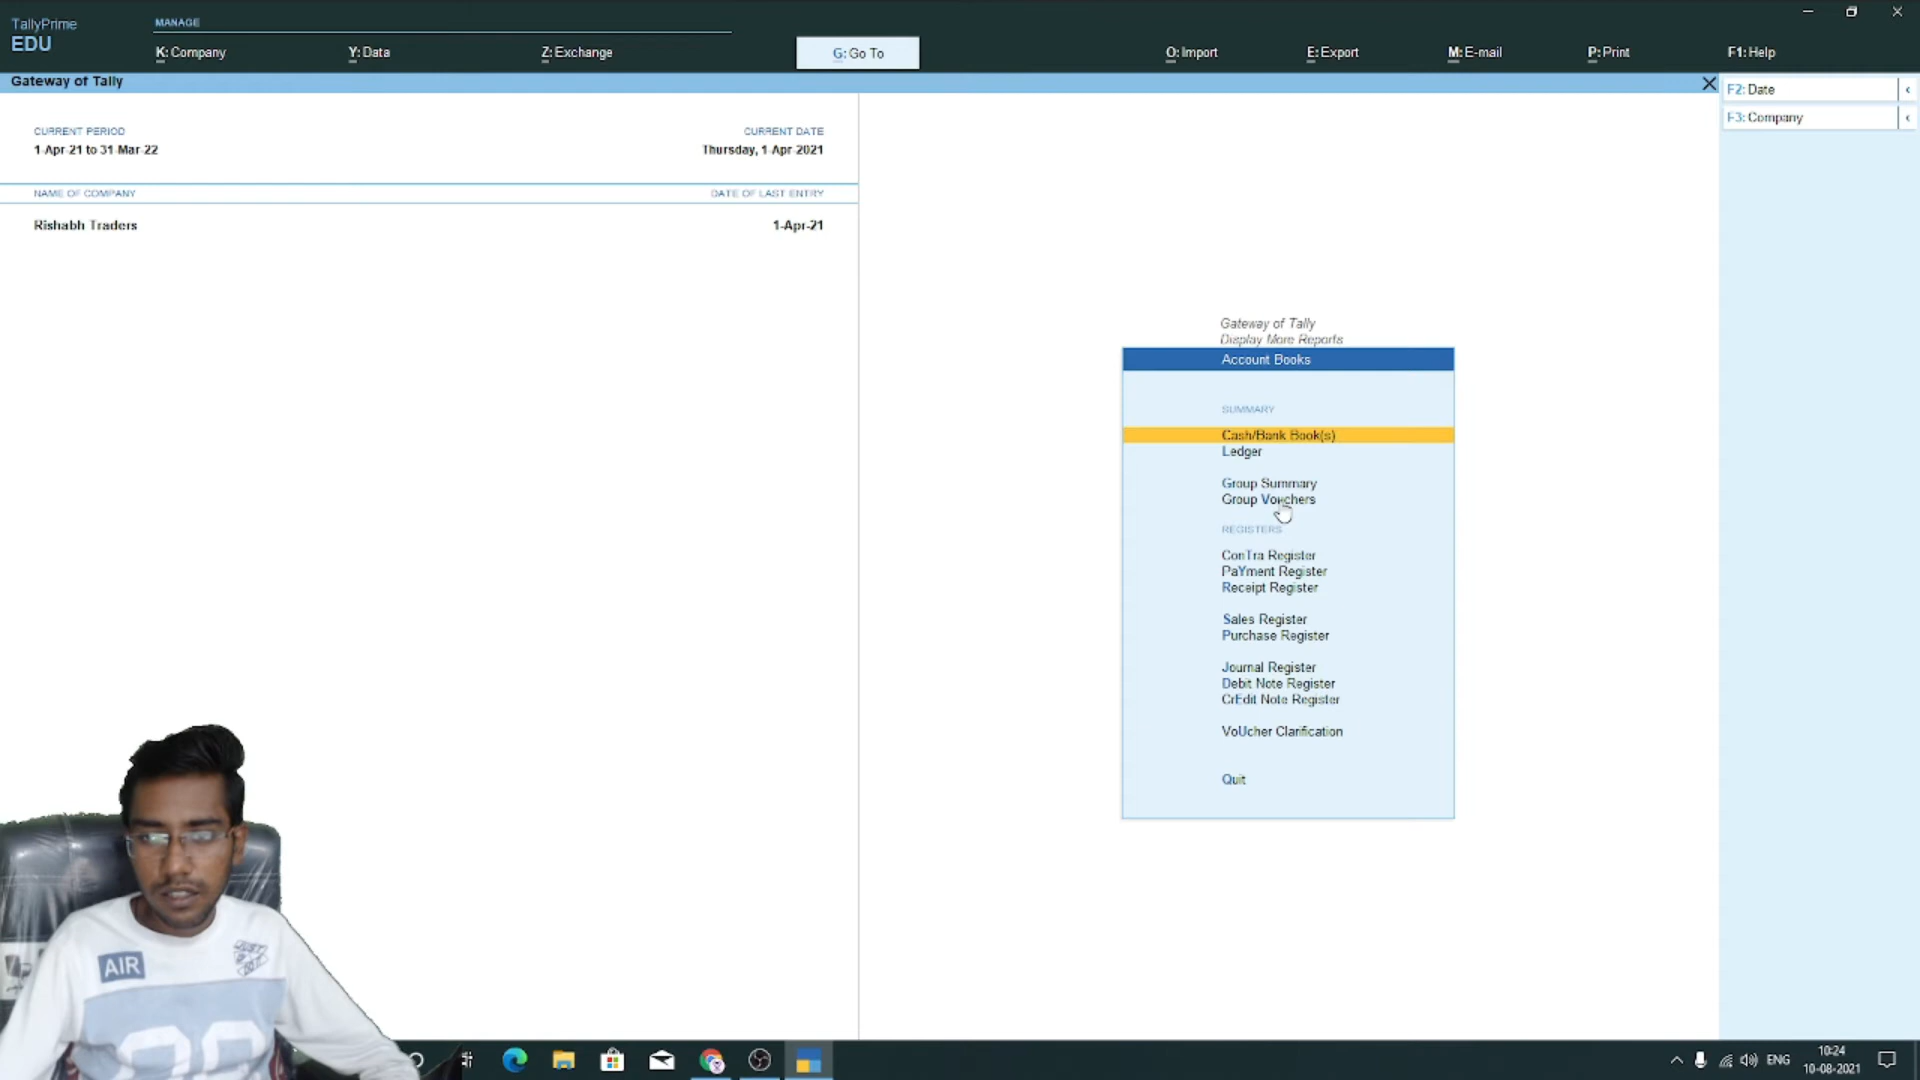 TallyPrime
EDU
MANAGE
K: Company
Y: Data
Z: Exchange
G: Go To
O: Import
E: Export
M: E-mail
P: Print
F1: Help
Gateway of Tally
F2: Date
F3: Company
CURRENT PERIOD
CURRENT DATE
1-Apr-21 to 31-Mar-22
Thursday, 1-Apr-2021
NAME OF COMPANY
DATE OF LAST ENTRY
Rishabh Traders
1-Apr-21
Gateway of Tally
Display More Reports
Account Books
SUMMARY
Cash/Bank Book(s)
Ledger
Group Summary
Group Vouchers
REGISTERS
ConTra Register
PaYment Register
Receipt Register
Sales Register
Purchase Register
Journal Register
Debit Note Register
CrEdit Note Register
VoUcher Clarification
Quit
AIR
JUST
ENG
10:24
10-08-2021